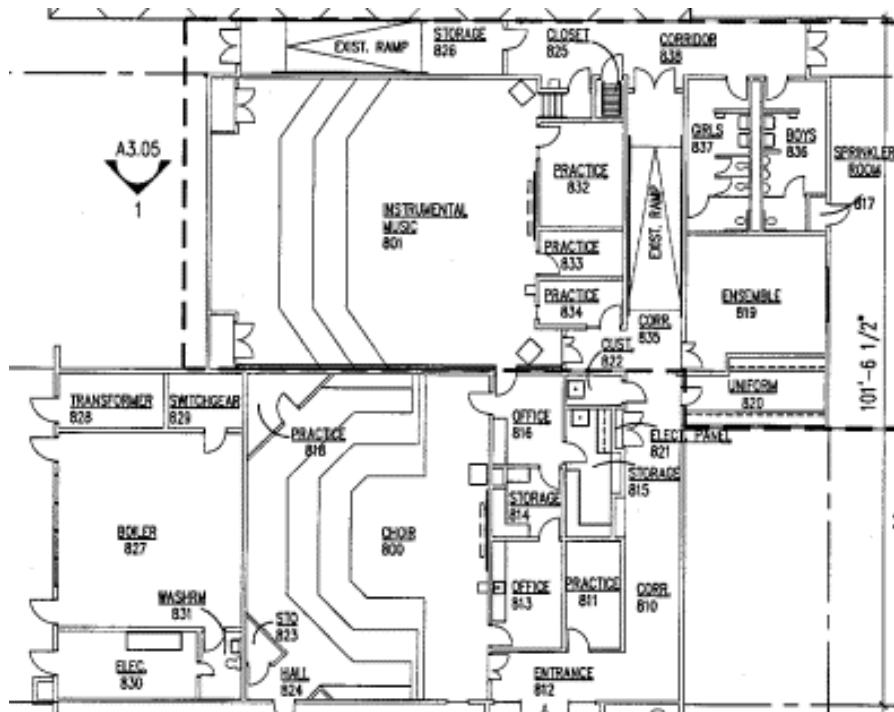 STORAGE
826
EXIST. RAMP
CLOSET
825
CORRIDOR
838
A3.05
1
GIRLS
837
BOYS
836
SPRINKLER
ROOM
817
PRACTICE
832
INSTRUMENTAL
MUSIC
801
EXIST. RAMP
PRACTICE
833
PRACTICE
834
ENSEMBLE
819
CORR.
835
CUST.
822
101'-6 1/2"
UNIFORM
820
TRANSFORMER
828
SWITCHGEAR
829
PRACTICE
818
OFFICE
816
ELECT. PANEL
821
STORAGE
815
STORAGE
814
BOILER
827
CHOIR
800
WASHRM
831
OFFICE
813
PRACTICE
811
CORR.
810
STO
823
ELEC.
830
HALL
824
ENTRANCE
812